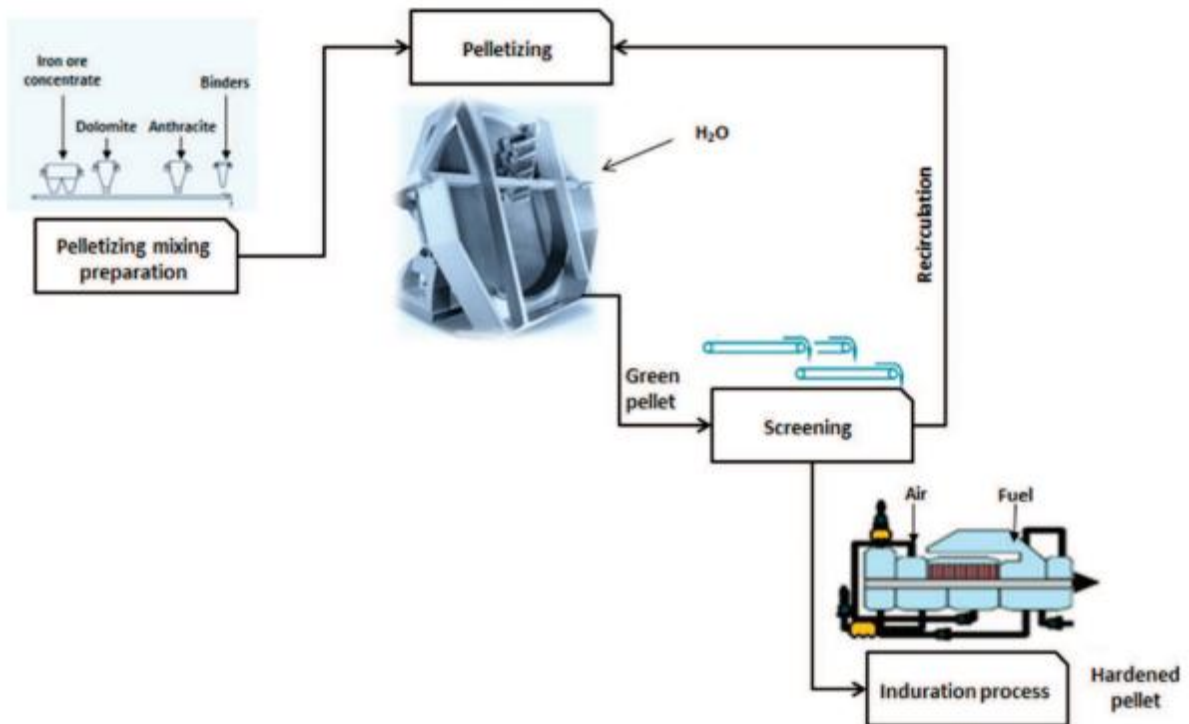 Pelletizing
Iron ore
concentrate
Binders
Dolomite
Anthracite
H₂O
Pelletizing mixing
preparation
Recirculation
Green
pellet
Screening
Air
Fuel
Induration process
Hardened
pellet